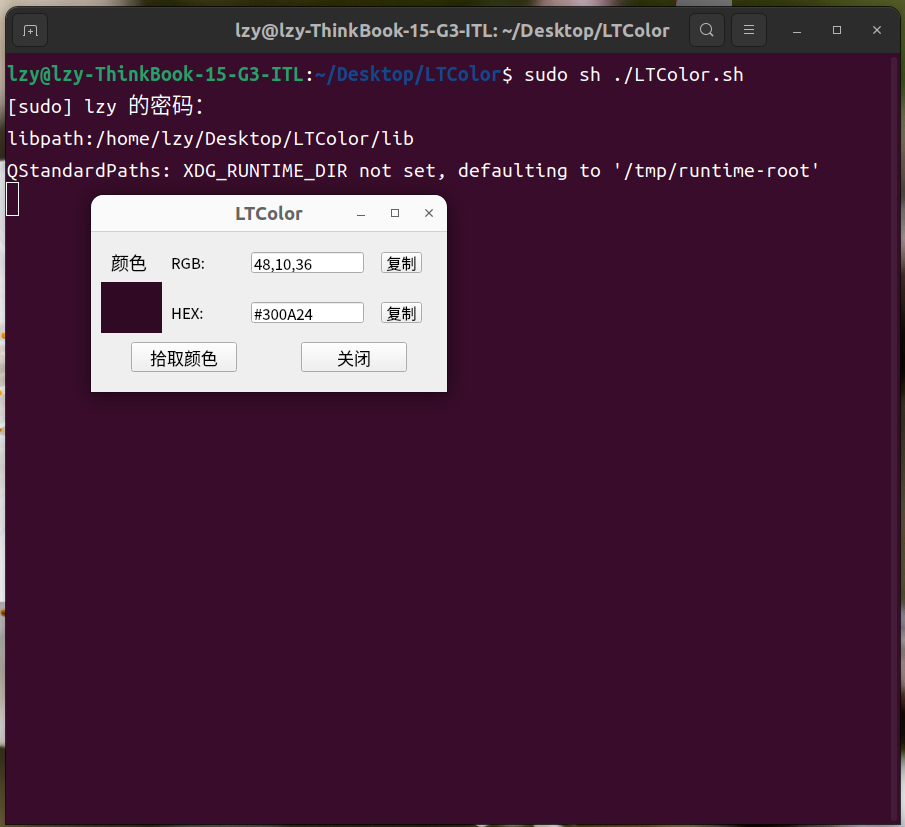 lzy@lzy-ThinkBook-15-G3-ITL: ~/Desktop/LTColor
lzy@lzy-ThinkBook-15-G3-ITL:~/Desktop/LTColor$ sudo sh ./LTColor.sh
[sudo] lzy 的密码：
libpath:/home/lzy/Desktop/LTColor/lib
QStandardPaths: XDG_RUNTIME_DIR not set, defaulting to '/tmp/runtime-root'
LTColor
颜色 RGB: 48,10,36 复制
HEX: #300A24 复制
拾取颜色 关闭